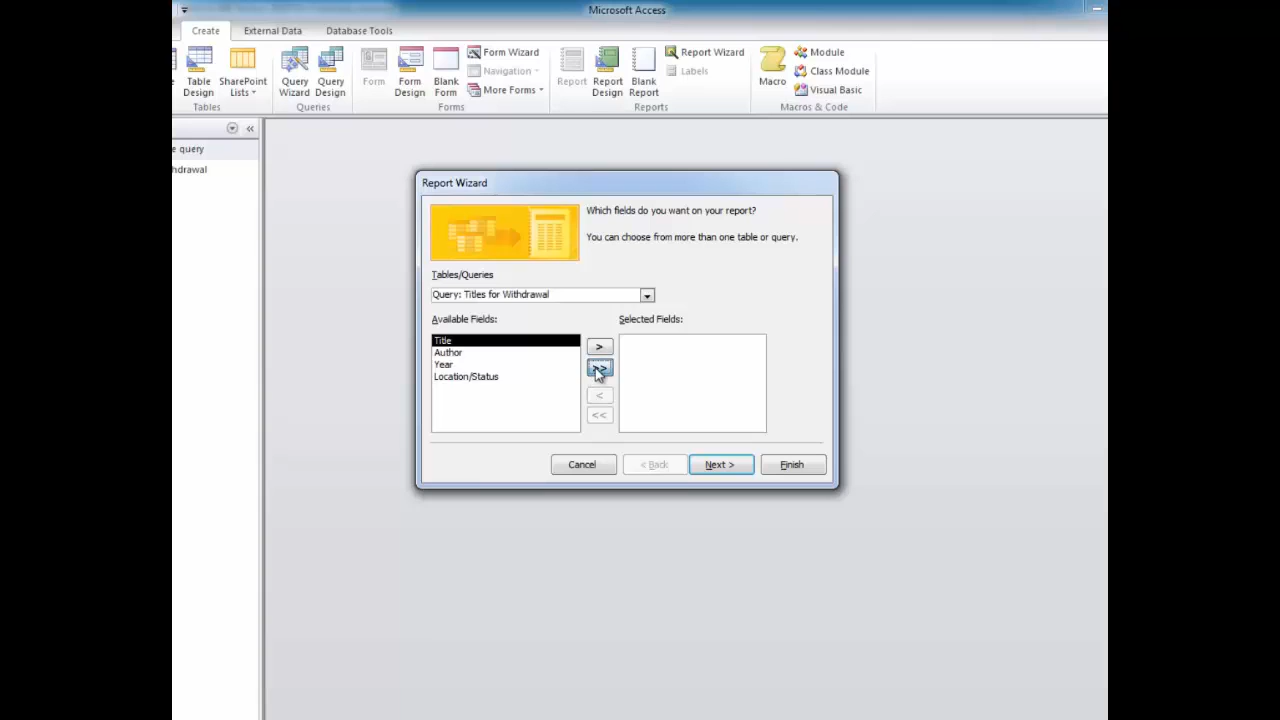 Microsoft Access
Create External Data Database Tools
Table Design
SharePoint Lists
Tables
Query Wizard
Query Design
Queries
Form
Form Design
Blank Form
Form Wizard
Navigation
More Forms
Forms
Report
Report Design
Blank Report
Report Wizard
Labels
Reports
Macro
Module
Class Module
Visual Basic
Macros & Code
«
e query
hdrawal
Report Wizard
Which fields do you want on your report?
You can choose from more than one table or query.
Tables/Queries
Query: Titles for Withdrawal
Available Fields:
Selected Fields:
Title
Author
Year
Location/Status
>
>>
<
<<
Cancel
< Back
Next >
Finish